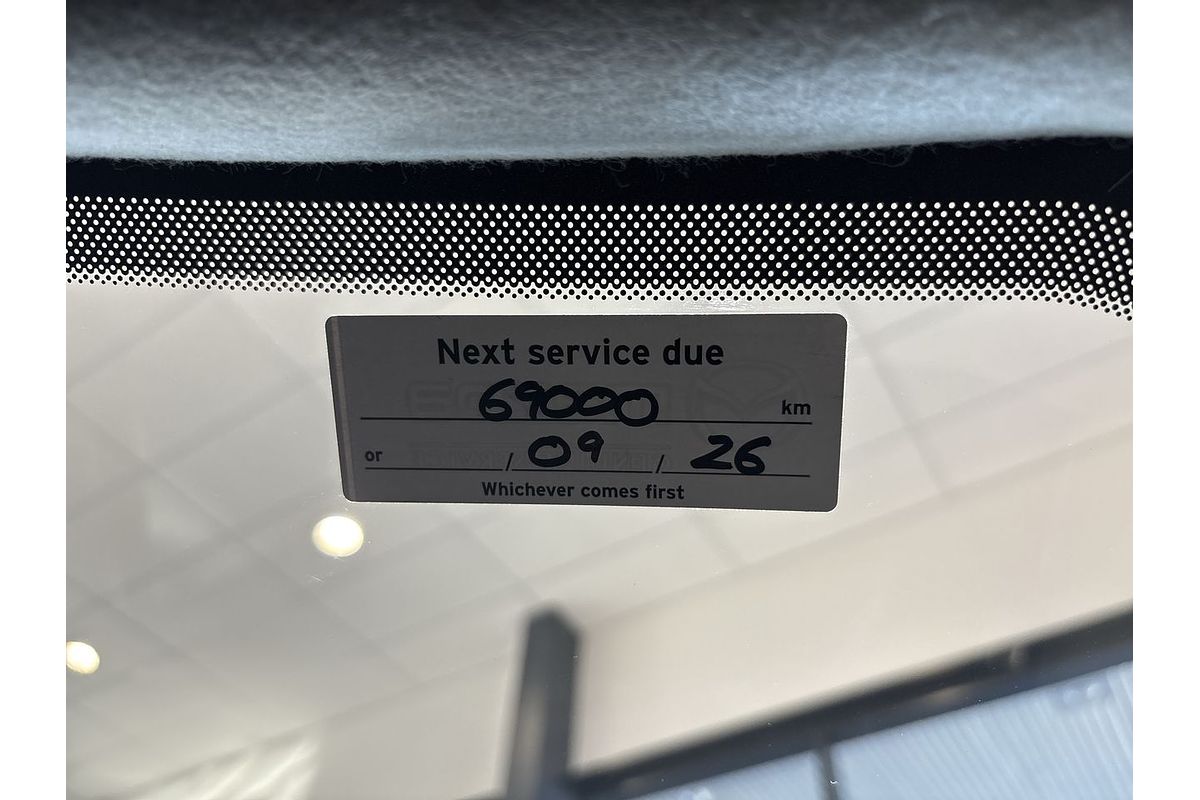 Next service due
69000 km
or / 09 / 26
Whichever comes first